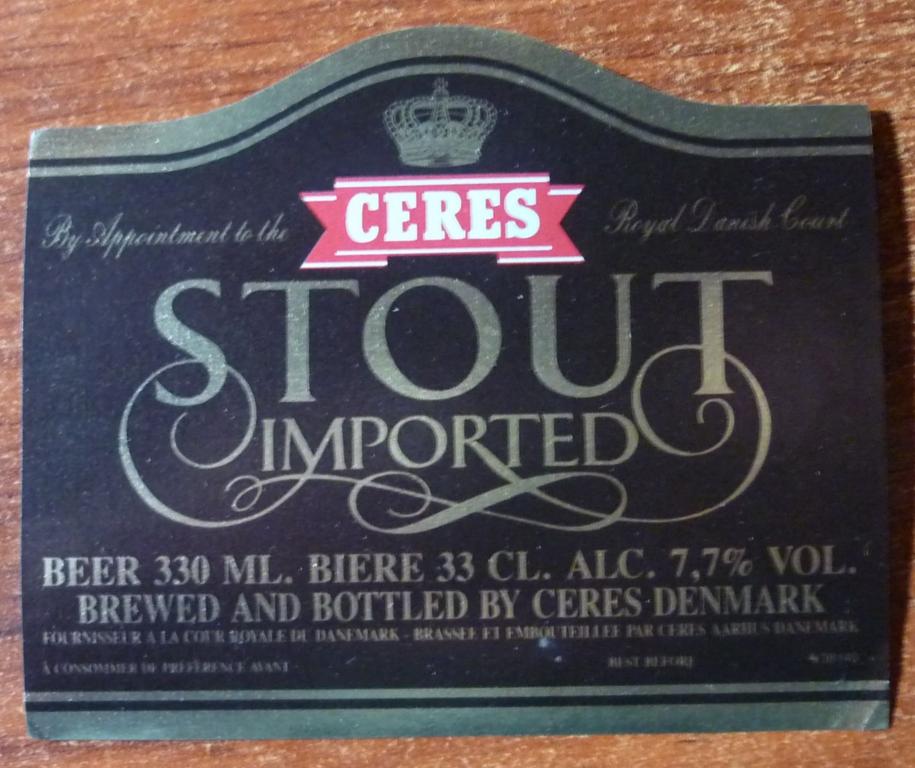 CERES
By Appointment to the Royal Danish Court
STOUT
IMPORTED
BEER 330 ML. BIERE 33 CL. ALC. 7,7% VOL.
BREWED AND BOTTLED BY CERES·DENMARK
FOURNISSEUR A LA COUR ROYALE DU DANEMARK - BRASSEE ET EMBOUTEILLEE PAR CERES AARHUS DANEMARK
À CONSOMMER DE PREFERENCE AVANT - BEST BEFORE